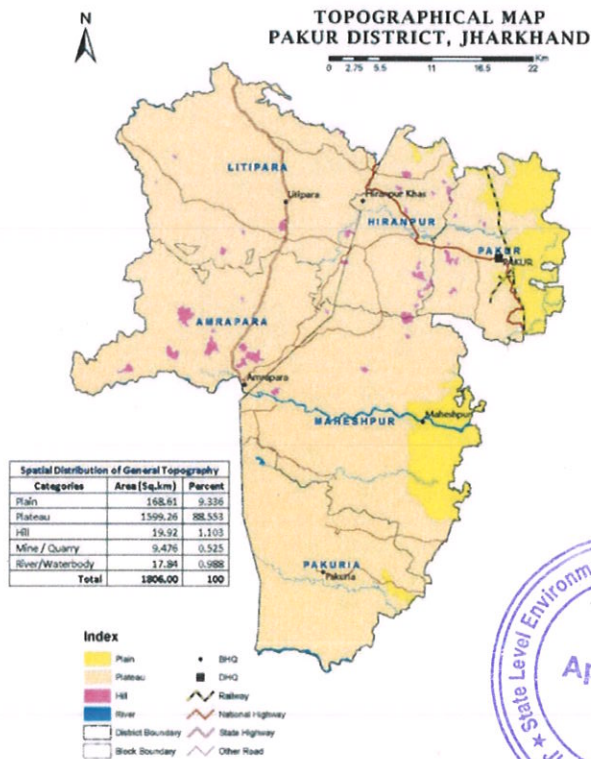 TOPOGRAPHICAL MAP
PAKUR DISTRICT, JHARKHAND
N
Km
0 2.75 5.5 11 16.5 22
LITIPARA
Litipara
Hiranpur Khas
HIRANPUR
PAKUR
PAKUR
AMRAPARA
Amrapara
MAHESHPUR
Maheshpur
PAKURIA
Pakuria
Spatial Distribution of General Topography
Categories Area (Sq.km) Percent
Plain 168.61 9.336
Plateau 1599.26 88.553
Hill 19.92 1.103
Mine / Quarry 9.476 0.525
River/Waterbody 17.84 0.988
Total 1806.00 100
Index
Plain BHQ
Plateau DHQ
Hill Railway
River National Highway
District Boundary State Highway
Block Boundary Other Road
State Level Environm